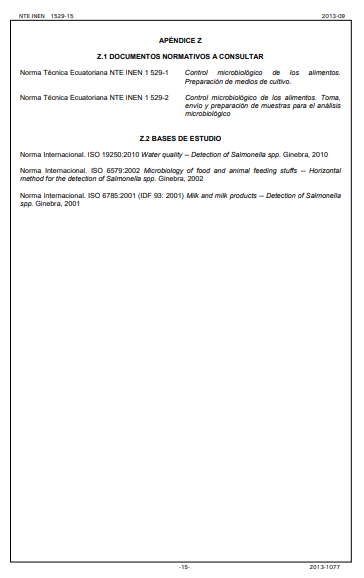 NTE INEN 1529-15 2013-09
APÉNDICE Z
Z.1 DOCUMENTOS NORMATIVOS A CONSULTAR
Norma Técnica Ecuatoriana NTE INEN 1 529-1 Control microbiológico de los alimentos.
Preparación de medios de cultivo.
Norma Técnica Ecuatoriana NTE INEN 1 529-2 Control microbiológico de los alimentos. Toma,
envío y preparación de muestras para el análisis
microbiológico
Z.2 BASES DE ESTUDIO
Norma Internacional. ISO 19250:2010 Water quality -- Detection of Salmonella spp. Ginebra, 2010
Norma Internacional. ISO 6579:2002 Microbiology of food and animal feeding stuffs -- Horizontal
method for the detection of Salmonella spp. Ginebra, 2002
Norma Internacional. ISO 6785:2001 (IDF 93: 2001) Milk and milk products -- Detection of Salmonella
spp. Ginebra, 2001
-15- 2013-1077